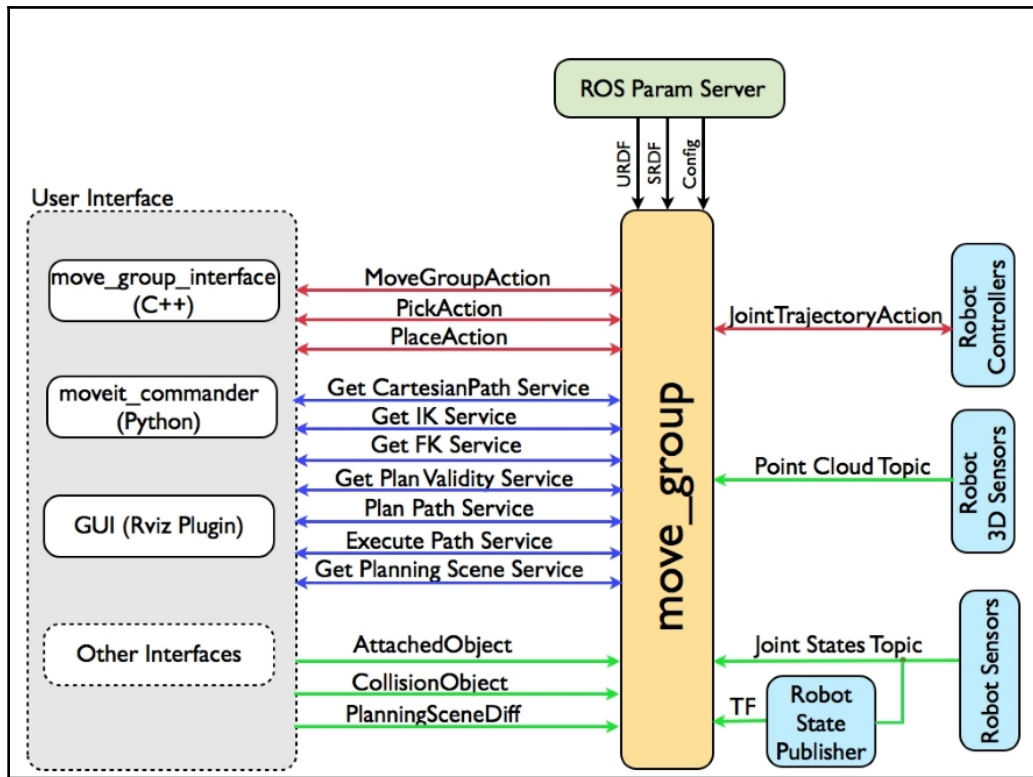 ROS Param Server
URDF
SRDF
Config
User Interface
move_group_interface
(C++)
moveit_commander
(Python)
GUI (Rviz Plugin)
Other Interfaces
MoveGroupAction
PickAction
PlaceAction
Get CartesianPath Service
Get IK Service
Get FK Service
Get Plan Validity Service
Plan Path Service
Execute Path Service
Get Planning Scene Service
AttachedObject
CollisionObject
PlanningSceneDiff
move_group
JointTrajectoryAction
Robot
Controllers
Point Cloud Topic
Robot
3D Sensors
Joint States Topic
Robot Sensors
TF
Robot
State
Publisher